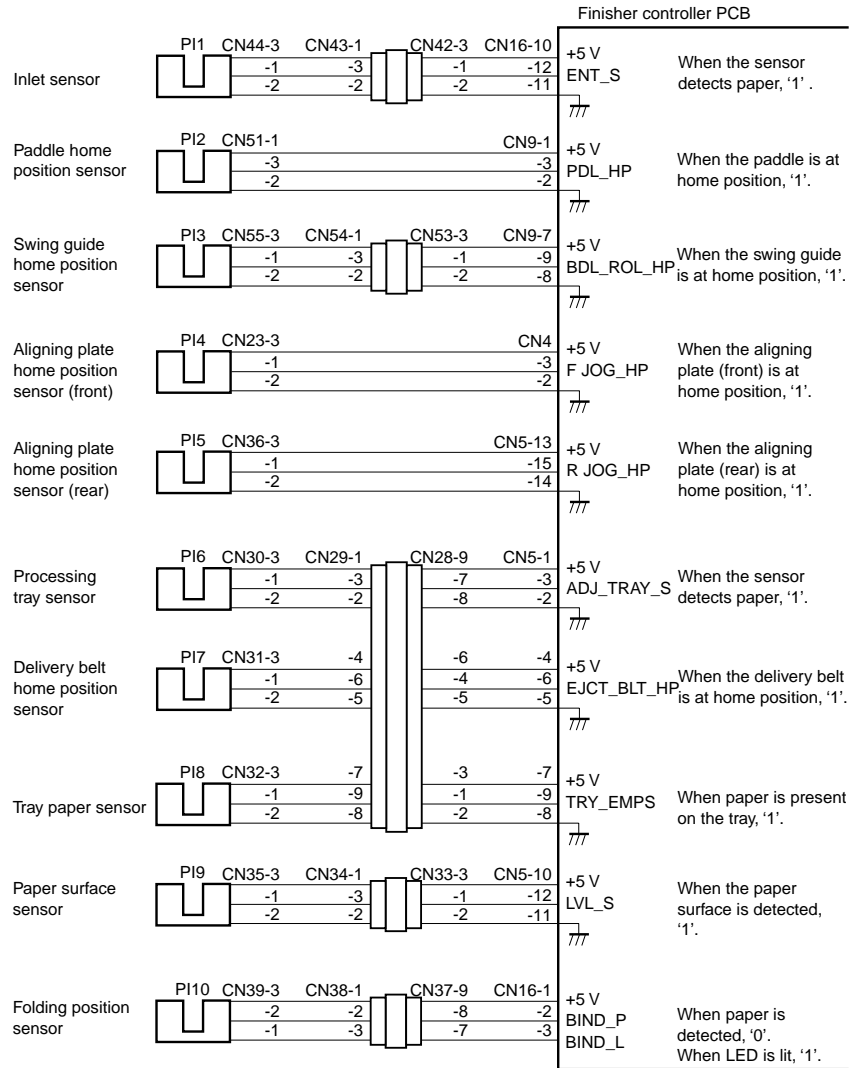 Finisher controller PCB
PI1 CN44-3 CN43-1 CN42-3 CN16-10
Inlet sensor
-1 -3 -1 -12
-2 -2 -2 -11
+5 V
ENT_S
When the sensor
detects paper, ‘1’ .
PI2 CN51-1 CN9-1
Paddle home
position sensor
-3 -3
-2 -2
+5 V
PDL_HP
When the paddle is at
home position, ‘1’.
PI3 CN55-3 CN54-1 CN53-3 CN9-7
Swing guide
home position
sensor
-1 -3 -1 -9
-2 -2 -2 -8
+5 V
BDL_ROL_HP
When the swing guide
is at home position, ‘1’.
PI4 CN23-3 CN4
Aligning plate
home position
sensor (front)
-1 -3
-2 -2
+5 V
F JOG_HP
When the aligning
plate (front) is at
home position, ‘1’.
PI5 CN36-3 CN5-13
Aligning plate
home position
sensor (rear)
-1 -15
-2 -14
+5 V
R JOG_HP
When the aligning
plate (rear) is at
home position, ‘1’.
PI6 CN30-3 CN29-1 CN28-9 CN5-1
Processing
tray sensor
-1 -3 -7 -3
-2 -2 -8 -2
+5 V
ADJ_TRAY_S
When the sensor
detects paper, ‘1’.
PI7 CN31-3 -4 -6 -4
Delivery belt
home position
sensor
-1 -6 -4 -6
-2 -5 -5 -5
+5 V
EJCT_BLT_HP
When the delivery belt
is at home position, ‘1’.
PI8 CN32-3 -7 -3 -7
Tray paper sensor
-1 -9 -1 -9
-2 -8 -2 -8
+5 V
TRY_EMPS
When paper is present
on the tray, ‘1’.
PI9 CN35-3 CN34-1 CN33-3 CN5-10
Paper surface
sensor
-1 -3 -1 -12
-2 -2 -2 -11
+5 V
LVL_S
When the paper
surface is detected,
‘1’.
PI10 CN39-3 CN38-1 CN37-9 CN16-1
Folding position
sensor
-2 -2 -8 -2
-1 -3 -7 -3
+5 V
BIND_P
BIND_L
When paper is
detected, ‘0’.
When LED is lit, ‘1’.